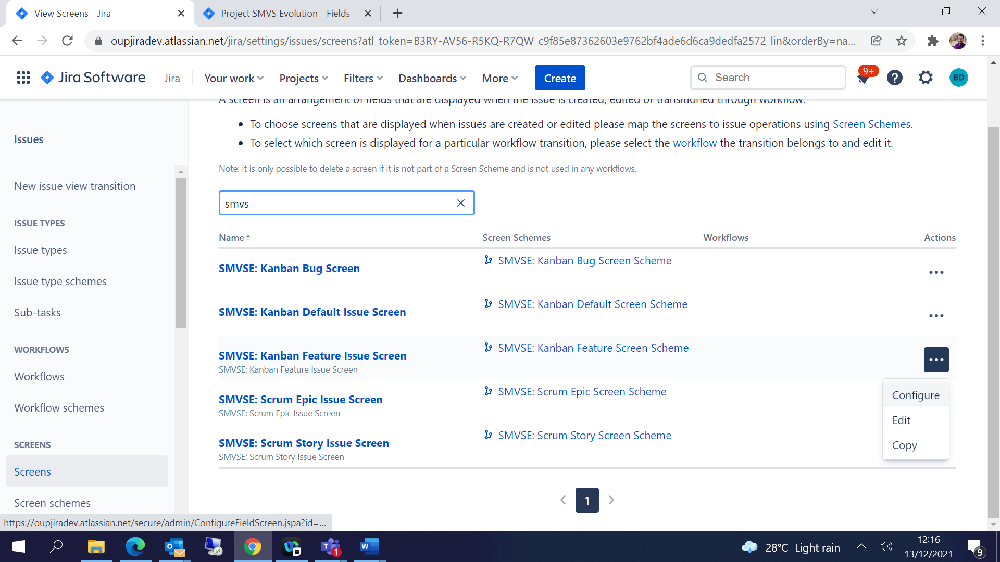 View Screens - Jira
Project SMVS Evolution - Fields -
oupjiradev.atlassian.net/jira/settings/issues/screens?atl_token=B3RY-AV56-R5KQ-R7QW_c9f85e87362603e9762bf4ade6d6ca9dedfa2572_lin&orderBy=na...
Jira Software
Jira
Your work
Projects
Filters
Dashboards
More
Create
Search
9+
BD
A screen is an arrangement of fields that are displayed when the issue is created, edited or transitioned through workflow.
• To choose screens that are displayed when issues are created or edited please map the screens to issue operations using Screen Schemes.
• To select which screen is displayed for a particular workflow transition, please select the workflow the transition belongs to and edit it.
Note: it is only possible to delete a screen if it is not part of a Screen Scheme and is not used in any workflows.
smvs
Issues
New issue view transition
ISSUE TYPES
Issue types
Issue type schemes
Sub-tasks
WORKFLOWS
Workflows
Workflow schemes
SCREENS
Screens
Screen schemes
Name Screen Schemes Workflows Actions
SMVSE: Kanban Bug Screen
SMVSE: Kanban Bug Screen Scheme
SMVSE: Kanban Default Issue Screen
SMVSE: Kanban Default Screen Scheme
SMVSE: Kanban Feature Issue Screen
SMVSE: Kanban Feature Issue Screen
SMVSE: Kanban Feature Screen Scheme
SMVSE: Scrum Epic Issue Screen
SMVSE: Scrum Epic Issue Screen
SMVSE: Scrum Epic Screen Scheme
SMVSE: Scrum Story Issue Screen
SMVSE: Scrum Story Issue Screen
SMVSE: Scrum Story Screen Scheme
Configure
Edit
Copy
1
https://oupjiradev.atlassian.net/secure/admin/ConfigureFieldScreen.jspa?id=...
28°C Light rain
12:16
13/12/2021
9
1